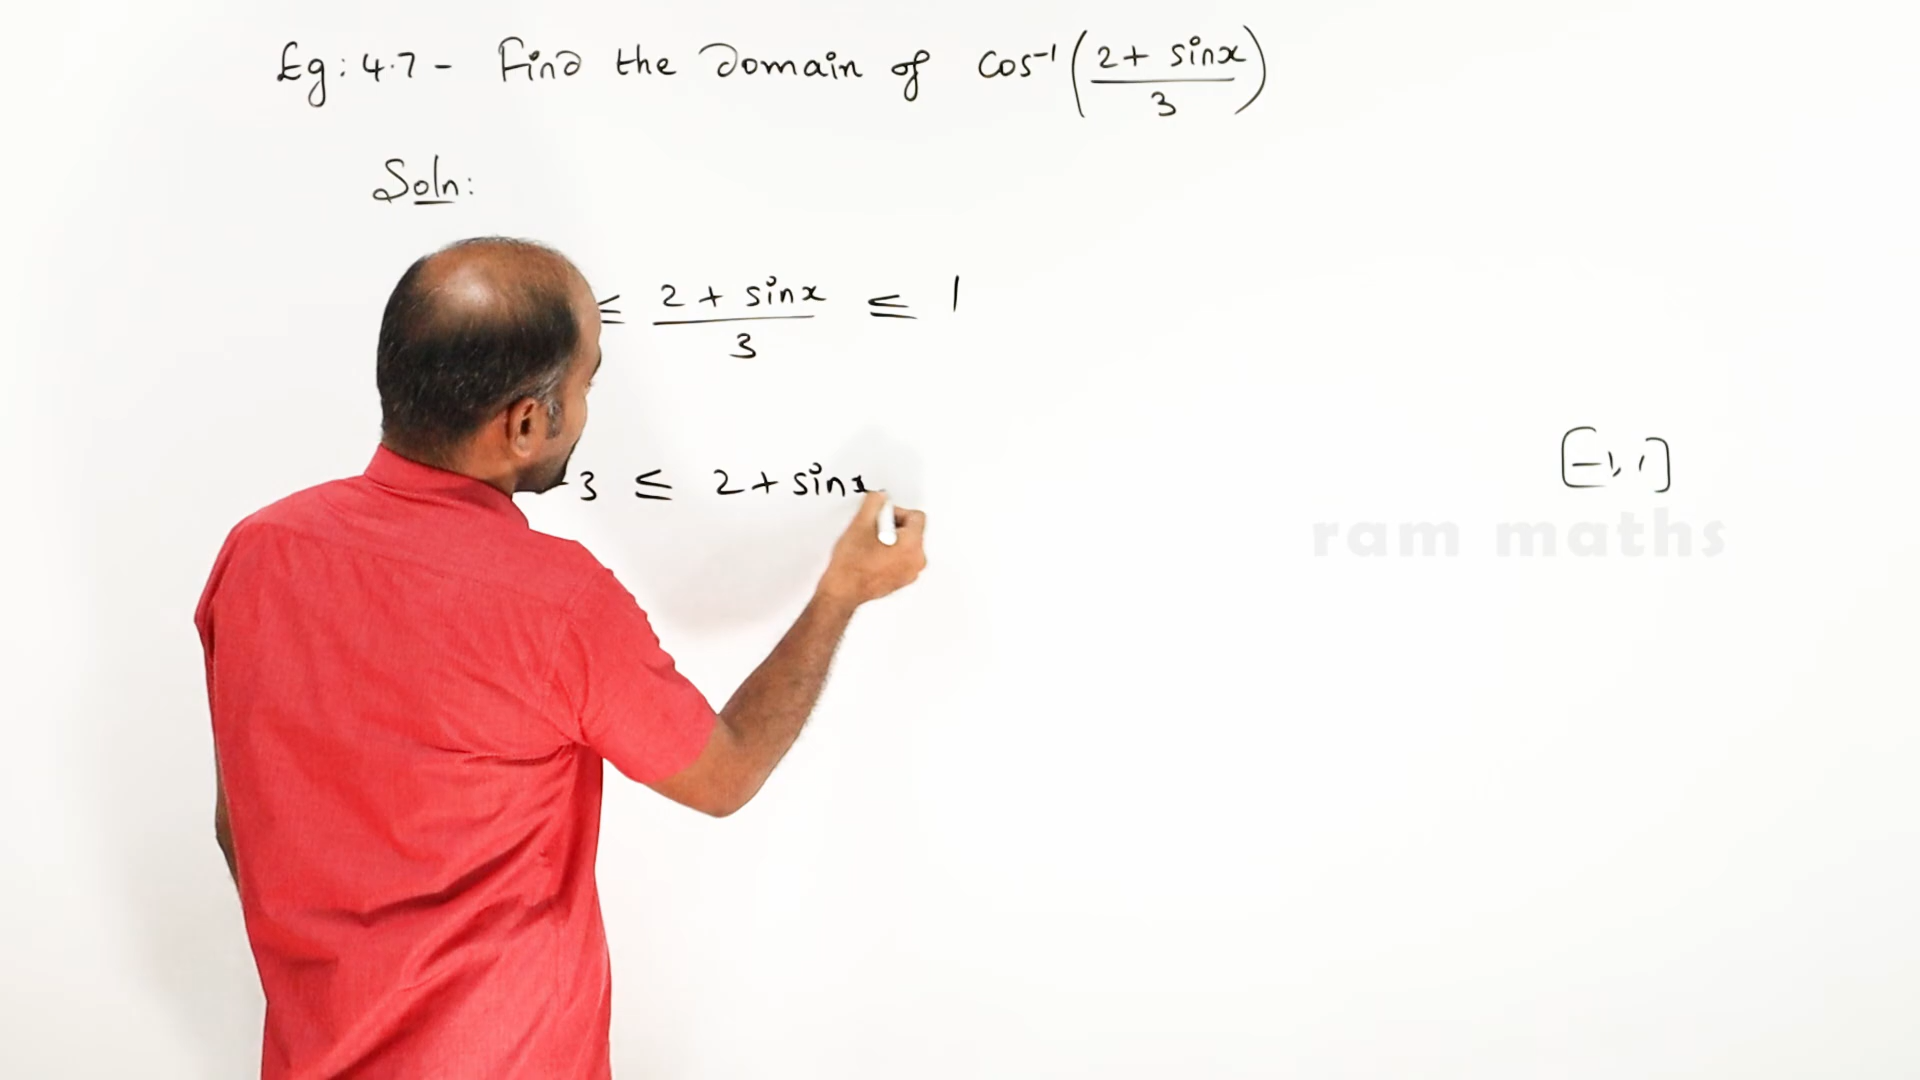 Eg: 4.7 - Find the Domain of cos⁻¹(2 + sinx / 3)
Soln:
≤ 2 + sinx / 3 ≤ 1
-3 ≤ 2 + sinx
[-1, 1]
ram maths